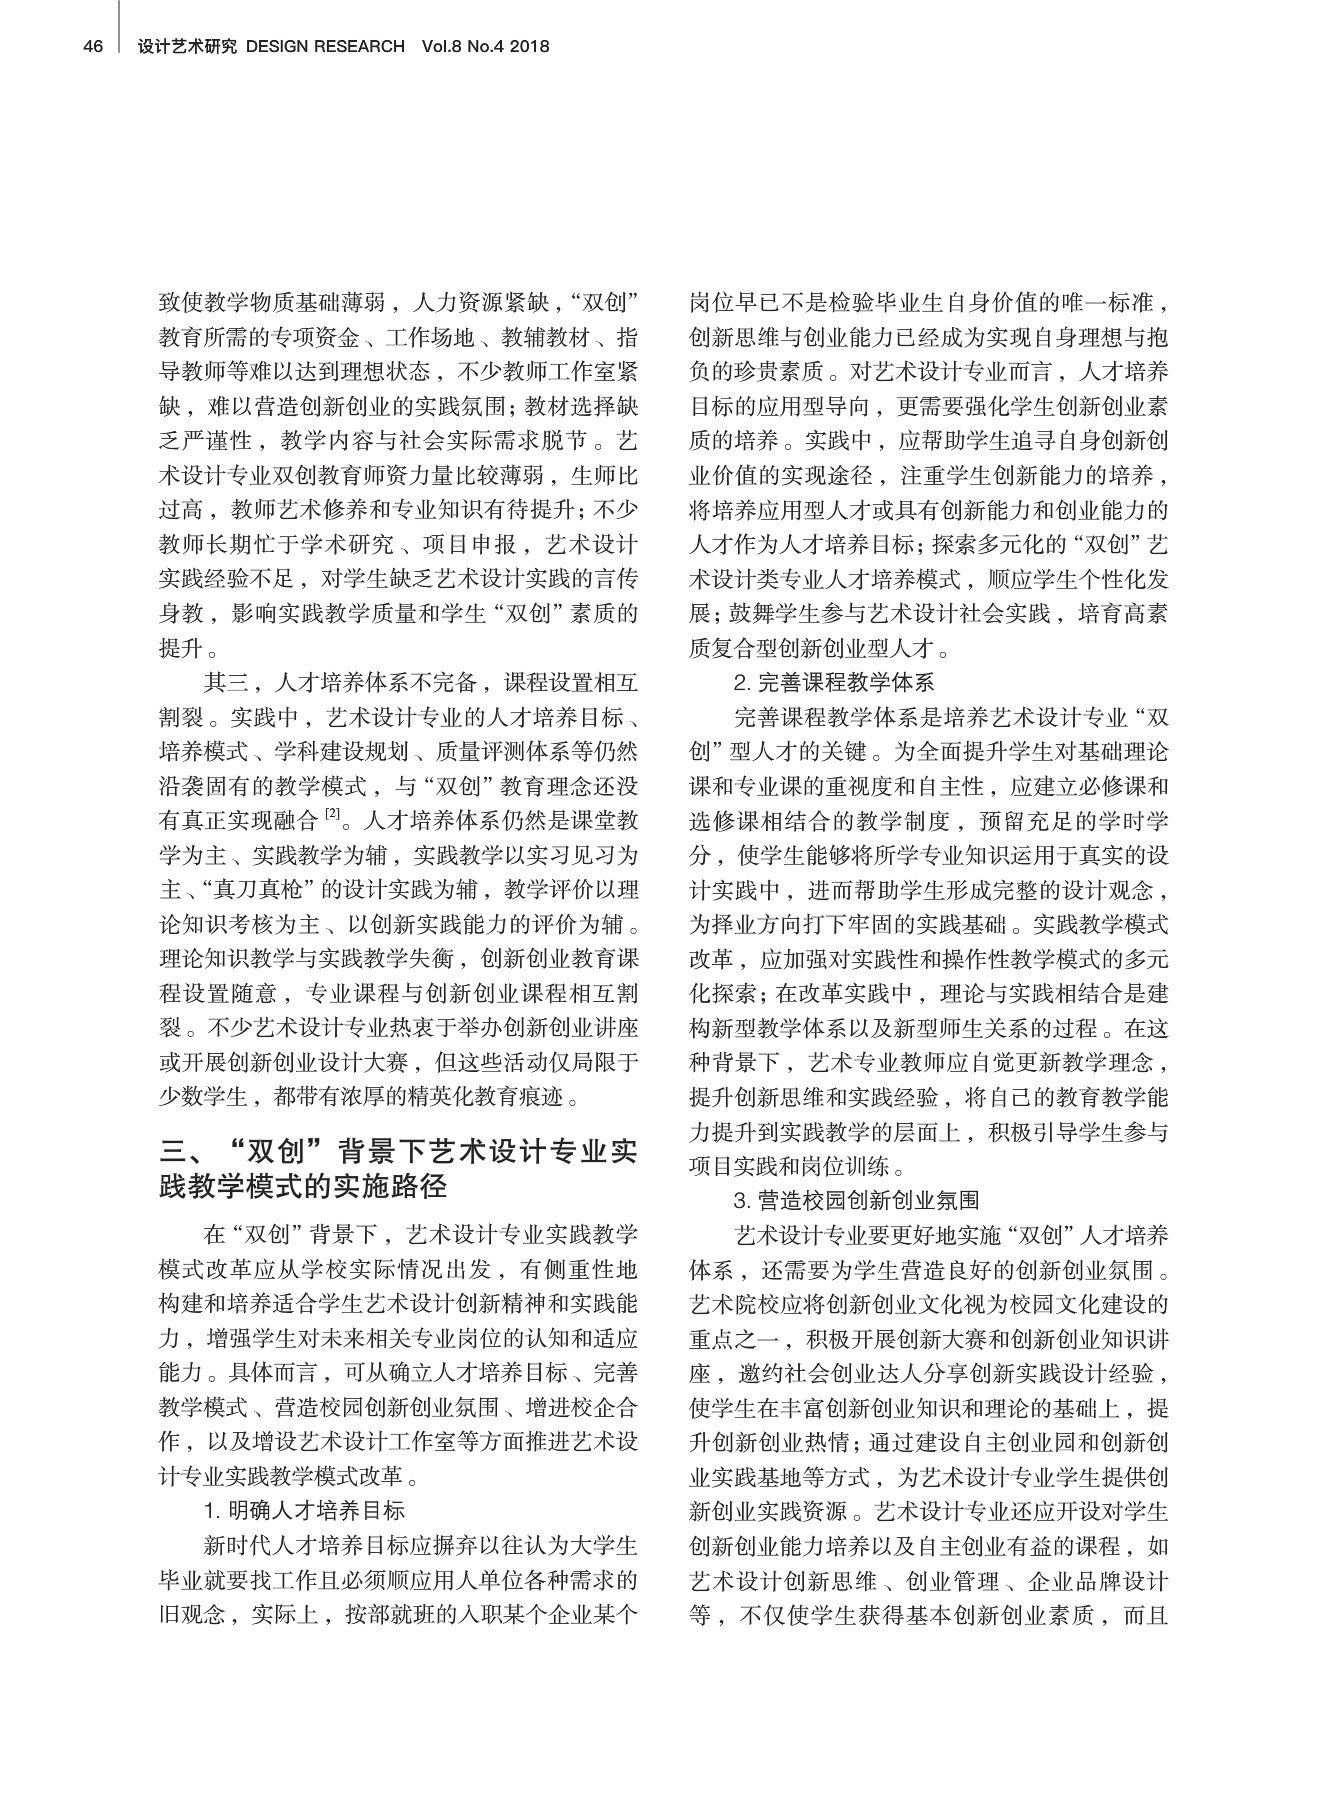 46 设计艺术研究 DESIGN RESEARCH Vol.8 No.4 2018
致使教学物质基础薄弱，人力资源紧缺，“双创”
教育所需的专项资金、工作场地、教辅教材、指
导教师等难以达到理想状态，不少教师工作室紧
缺，难以营造创新创业的实践氛围；教材选择缺
乏严谨性，教学内容与社会实际需求脱节。艺
术设计专业双创教育师资力量比较薄弱，生师比
过高，教师艺术修养和专业知识有待提升；不少
教师长期忙于学术研究、项目申报，艺术设计
实践经验不足，对学生缺乏艺术设计实践的言传
身教，影响实践教学质量和学生“双创”素质的
提升。
其三，人才培养体系不完备，课程设置相互
割裂。实践中，艺术设计专业的人才培养目标、
培养模式、学科建设规划、质量评测体系等仍然
沿袭固有的教学模式，与“双创”教育理念还没
有真正实现融合[2]。人才培养体系仍然是课堂教
学为主、实践教学为辅，实践教学以实习见习为
主、“真刀真枪”的设计实践为辅，教学评价以理
论知识考核为主、以创新实践能力的评价为辅。
理论知识教学与实践教学失衡，创新创业教育课
程设置随意，专业课程与创新创业课程相互割
裂。不少艺术设计专业热衷于举办创新创业讲座
或开展创新创业设计大赛，但这些活动仅局限于
少数学生，都带有浓厚的精英化教育痕迹。
三、“双创”背景下艺术设计专业实
践教学模式的实施路径
在“双创”背景下，艺术设计专业实践教学
模式改革应从学校实际情况出发，有侧重性地
构建和培养适合学生艺术设计创新精神和实践能
力，增强学生对未来相关专业岗位的认知和适应
能力。具体而言，可从确立人才培养目标、完善
教学模式、营造校园创新创业氛围、增进校企合
作，以及增设艺术设计工作室等方面推进艺术设
计专业实践教学模式改革。
1. 明确人才培养目标
新时代人才培养目标应摒弃以往认为大学生
毕业就要找工作且必须顺应用人单位各种需求的
旧观念，实际上，按部就班的入职某个企业某个
岗位早已不是检验毕业生自身价值的唯一标准，
创新思维与创业能力已经成为实现自身理想与抱
负的珍贵素质。对艺术设计专业而言，人才培养
目标的应用型导向，更需要强化学生创新创业素
质的培养。实践中，应帮助学生追寻自身创新创
业价值的实现途径，注重学生创新能力的培养，
将培养应用型人才或具有创新能力和创业能力的
人才作为人才培养目标；探索多元化的“双创”艺
术设计类专业人才培养模式，顺应学生个性化发
展；鼓舞学生参与艺术设计社会实践，培育高素
质复合型创新创业型人才。
2. 完善课程教学体系
完善课程教学体系是培养艺术设计专业“双
创”型人才的关键。为全面提升学生对基础理论
课和专业课的重视度和自主性，应建立必修课和
选修课相结合的教学制度，预留充足的学时学
分，使学生能够将所学专业知识运用于真实的设
计实践中，进而帮助学生形成完整的设计观念，
为择业方向打下牢固的实践基础。实践教学模式
改革，应加强对实践性和操作性教学模式的多元
化探索；在改革实践中，理论与实践相结合是建
构新型教学体系以及新型师生关系的过程。在这
种背景下，艺术专业教师应自觉更新教学理念，
提升创新思维和实践经验，将自己的教育教学能
力提升到实践教学的层面上，积极引导学生参与
项目实践和岗位训练。
3. 营造校园创新创业氛围
艺术设计专业要更好地实施“双创”人才培养
体系，还需要为学生营造良好的创新创业氛围。
艺术院校应将创新创业文化视为校园文化建设的
重点之一，积极开展创新大赛和创新创业知识讲
座，邀约社会创业达人分享创新实践设计经验，
使学生在丰富创新创业知识和理论的基础上，提
升创新创业热情；通过建设自主创业园和创新创
业实践基地等方式，为艺术设计专业学生提供创
新创业实践资源。艺术设计专业还应开设对学生
创新创业能力培养以及自主创业有益的课程，如
艺术设计创新思维、创业管理、企业品牌设计
等，不仅使学生获得基本创新创业素质，而且